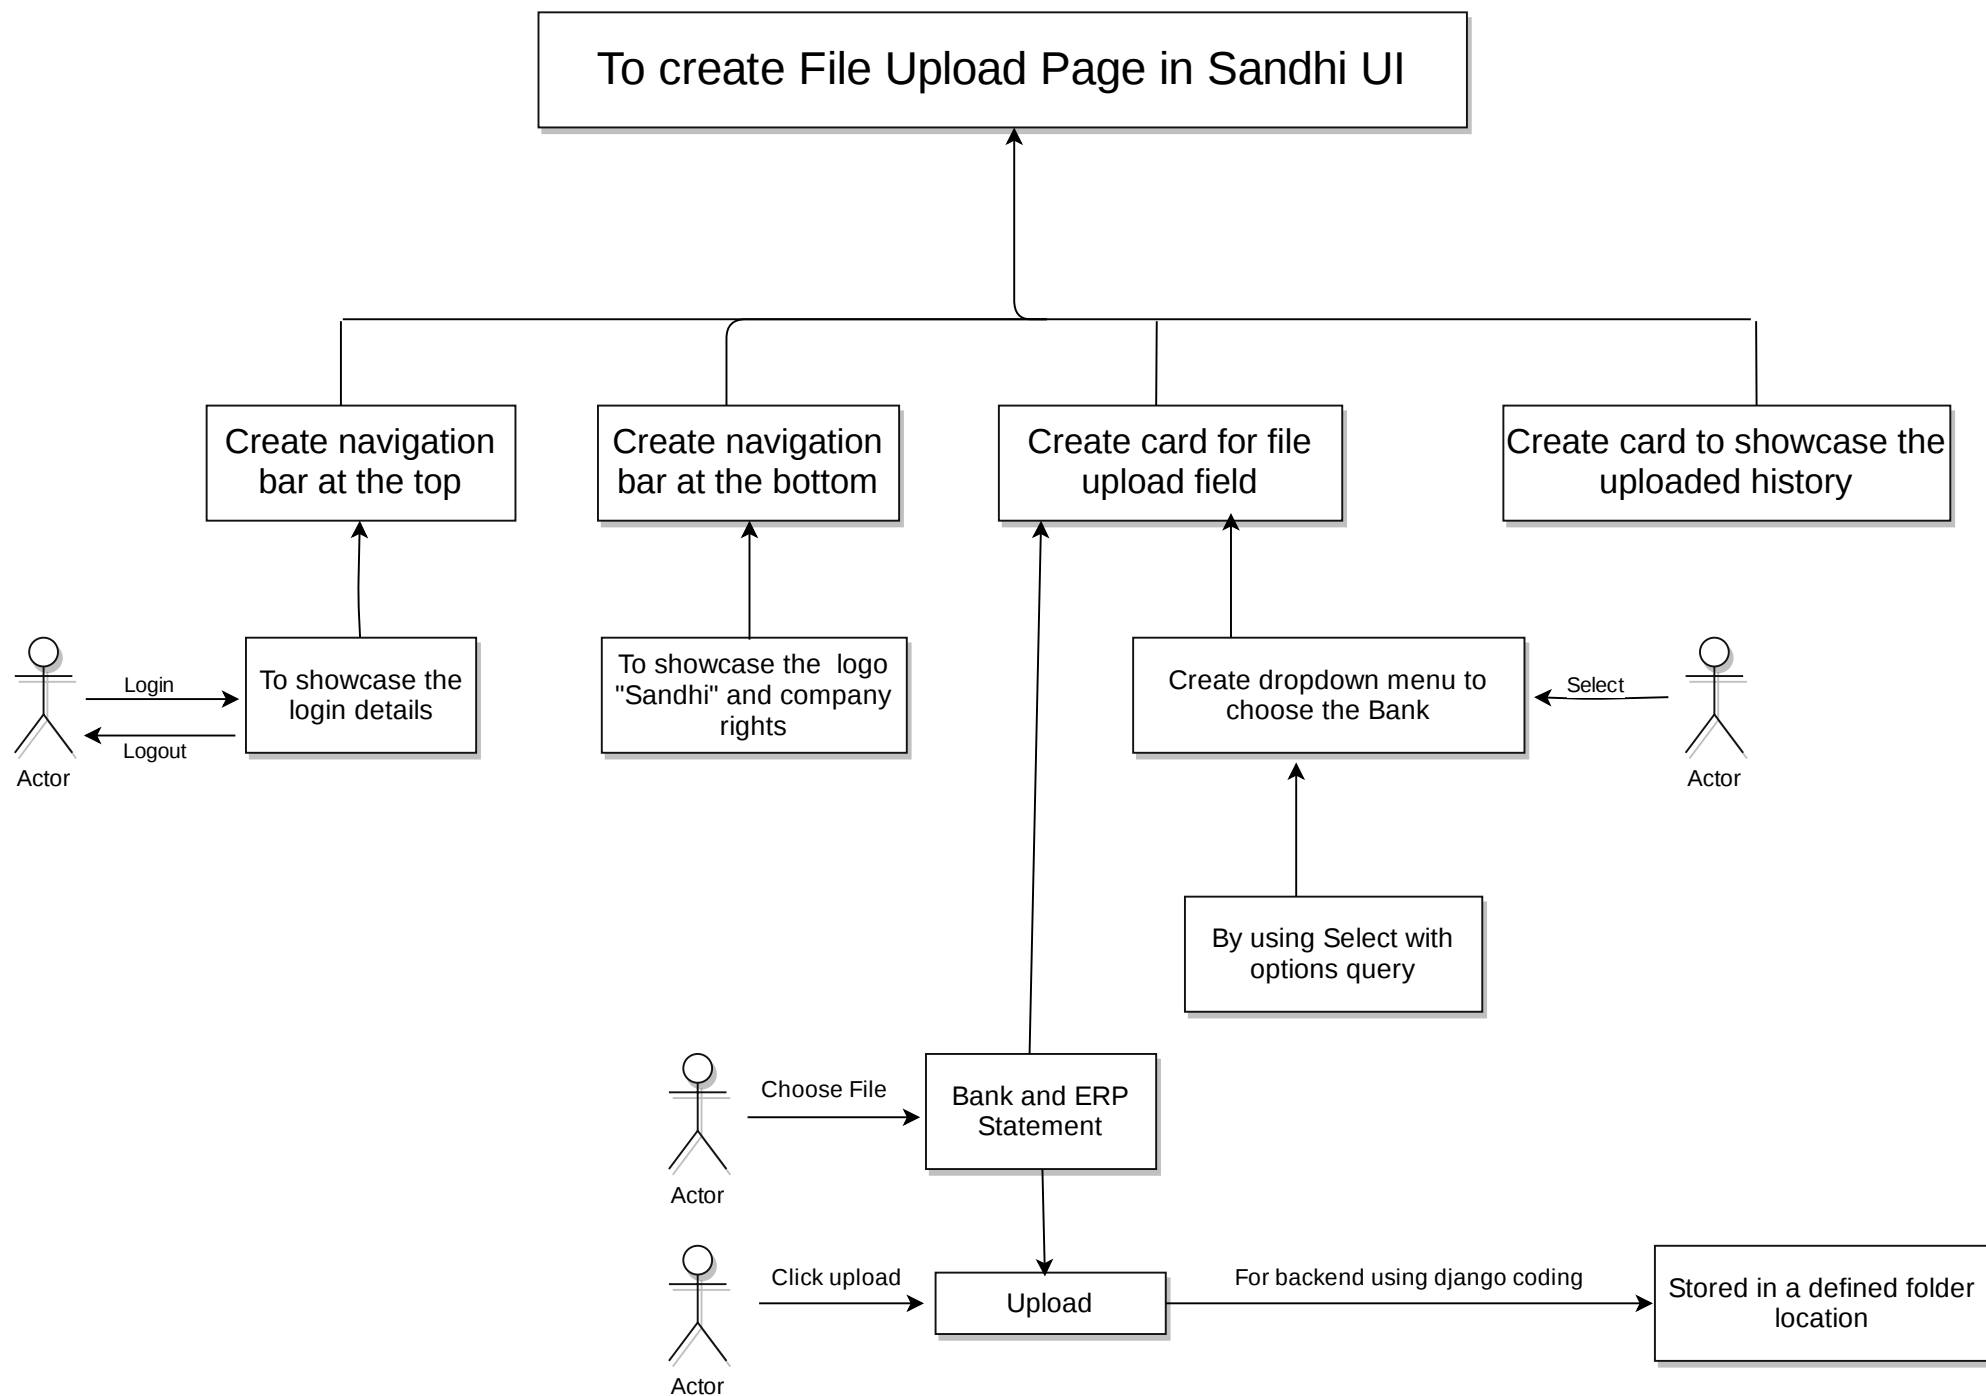 To create File Upload Page in Sandhi UI
Create navigation
bar at the top
Create navigation
bar at the bottom
Create card for file
upload field
Create card to showcase the
uploaded history
Login
Logout
Actor
To showcase the
login details
To showcase the  logo
"Sandhi" and company
rights
Create dropdown menu to
choose the Bank
Select
Actor
By using Select with
options query
Choose File
Actor
Bank and ERP
Statement
Click upload
Actor
Upload
For backend using django coding
Stored in a defined folder
location